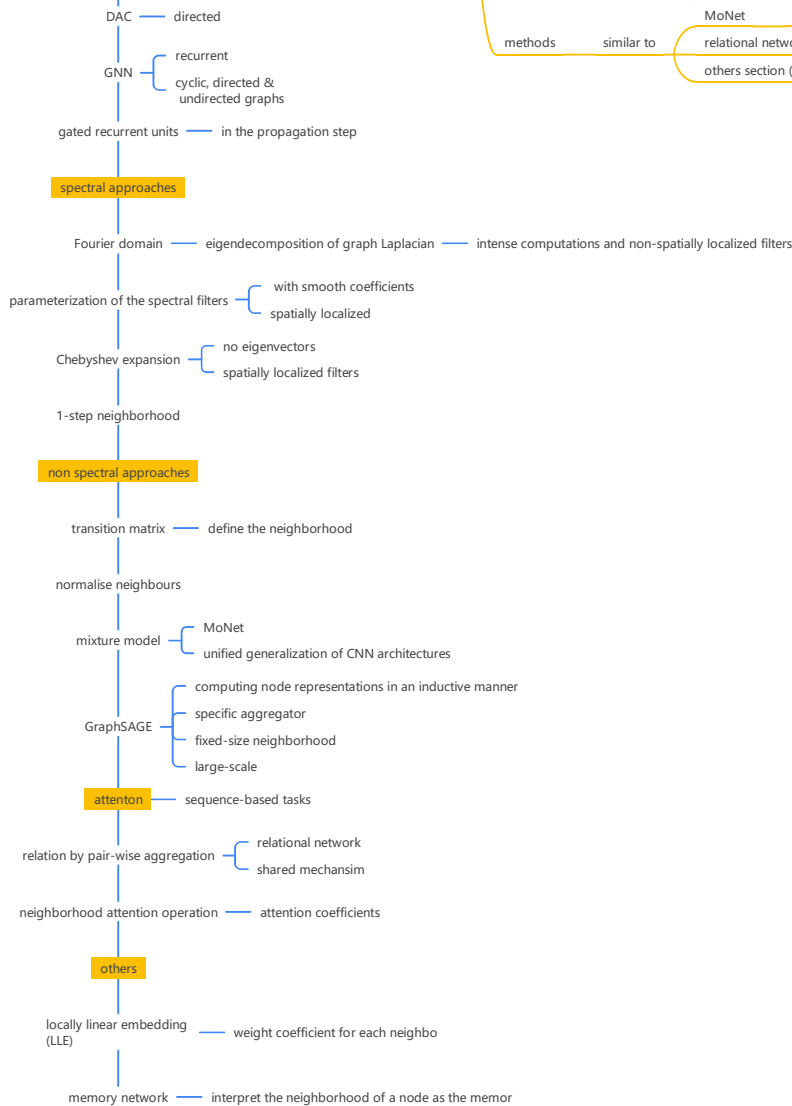 DAC
directed
GNN
recurrent
cyclic, directed &
undirected graphs
gated recurrent units
in the propagation step
methods
similar to
MoNet
relational netwo
others section (
spectral approaches
Fourier domain
eigendecomposition of graph Laplacian
intense computations and non-spatially localized filters
parameterization of the spectral filters
with smooth coefficients
spatially localized
Chebyshev expansion
no eigenvectors
spatially localized filters
1-step neighborhood
non spectral approaches
transition matrix
define the neighborhood
normalise neighbours
mixture model
MoNet
unified generalization of CNN architectures
GraphSAGE
computing node representations in an inductive manner
specific aggregator
fixed-size neighborhood
large-scale
attenton
sequence-based tasks
relation by pair-wise aggregation
relational network
shared mechansim
neighborhood attention operation
attention coefficients
others
locally linear embedding
(LLE)
weight coefficient for each neighbo
memory network
interpret the neighborhood of a node as the memor